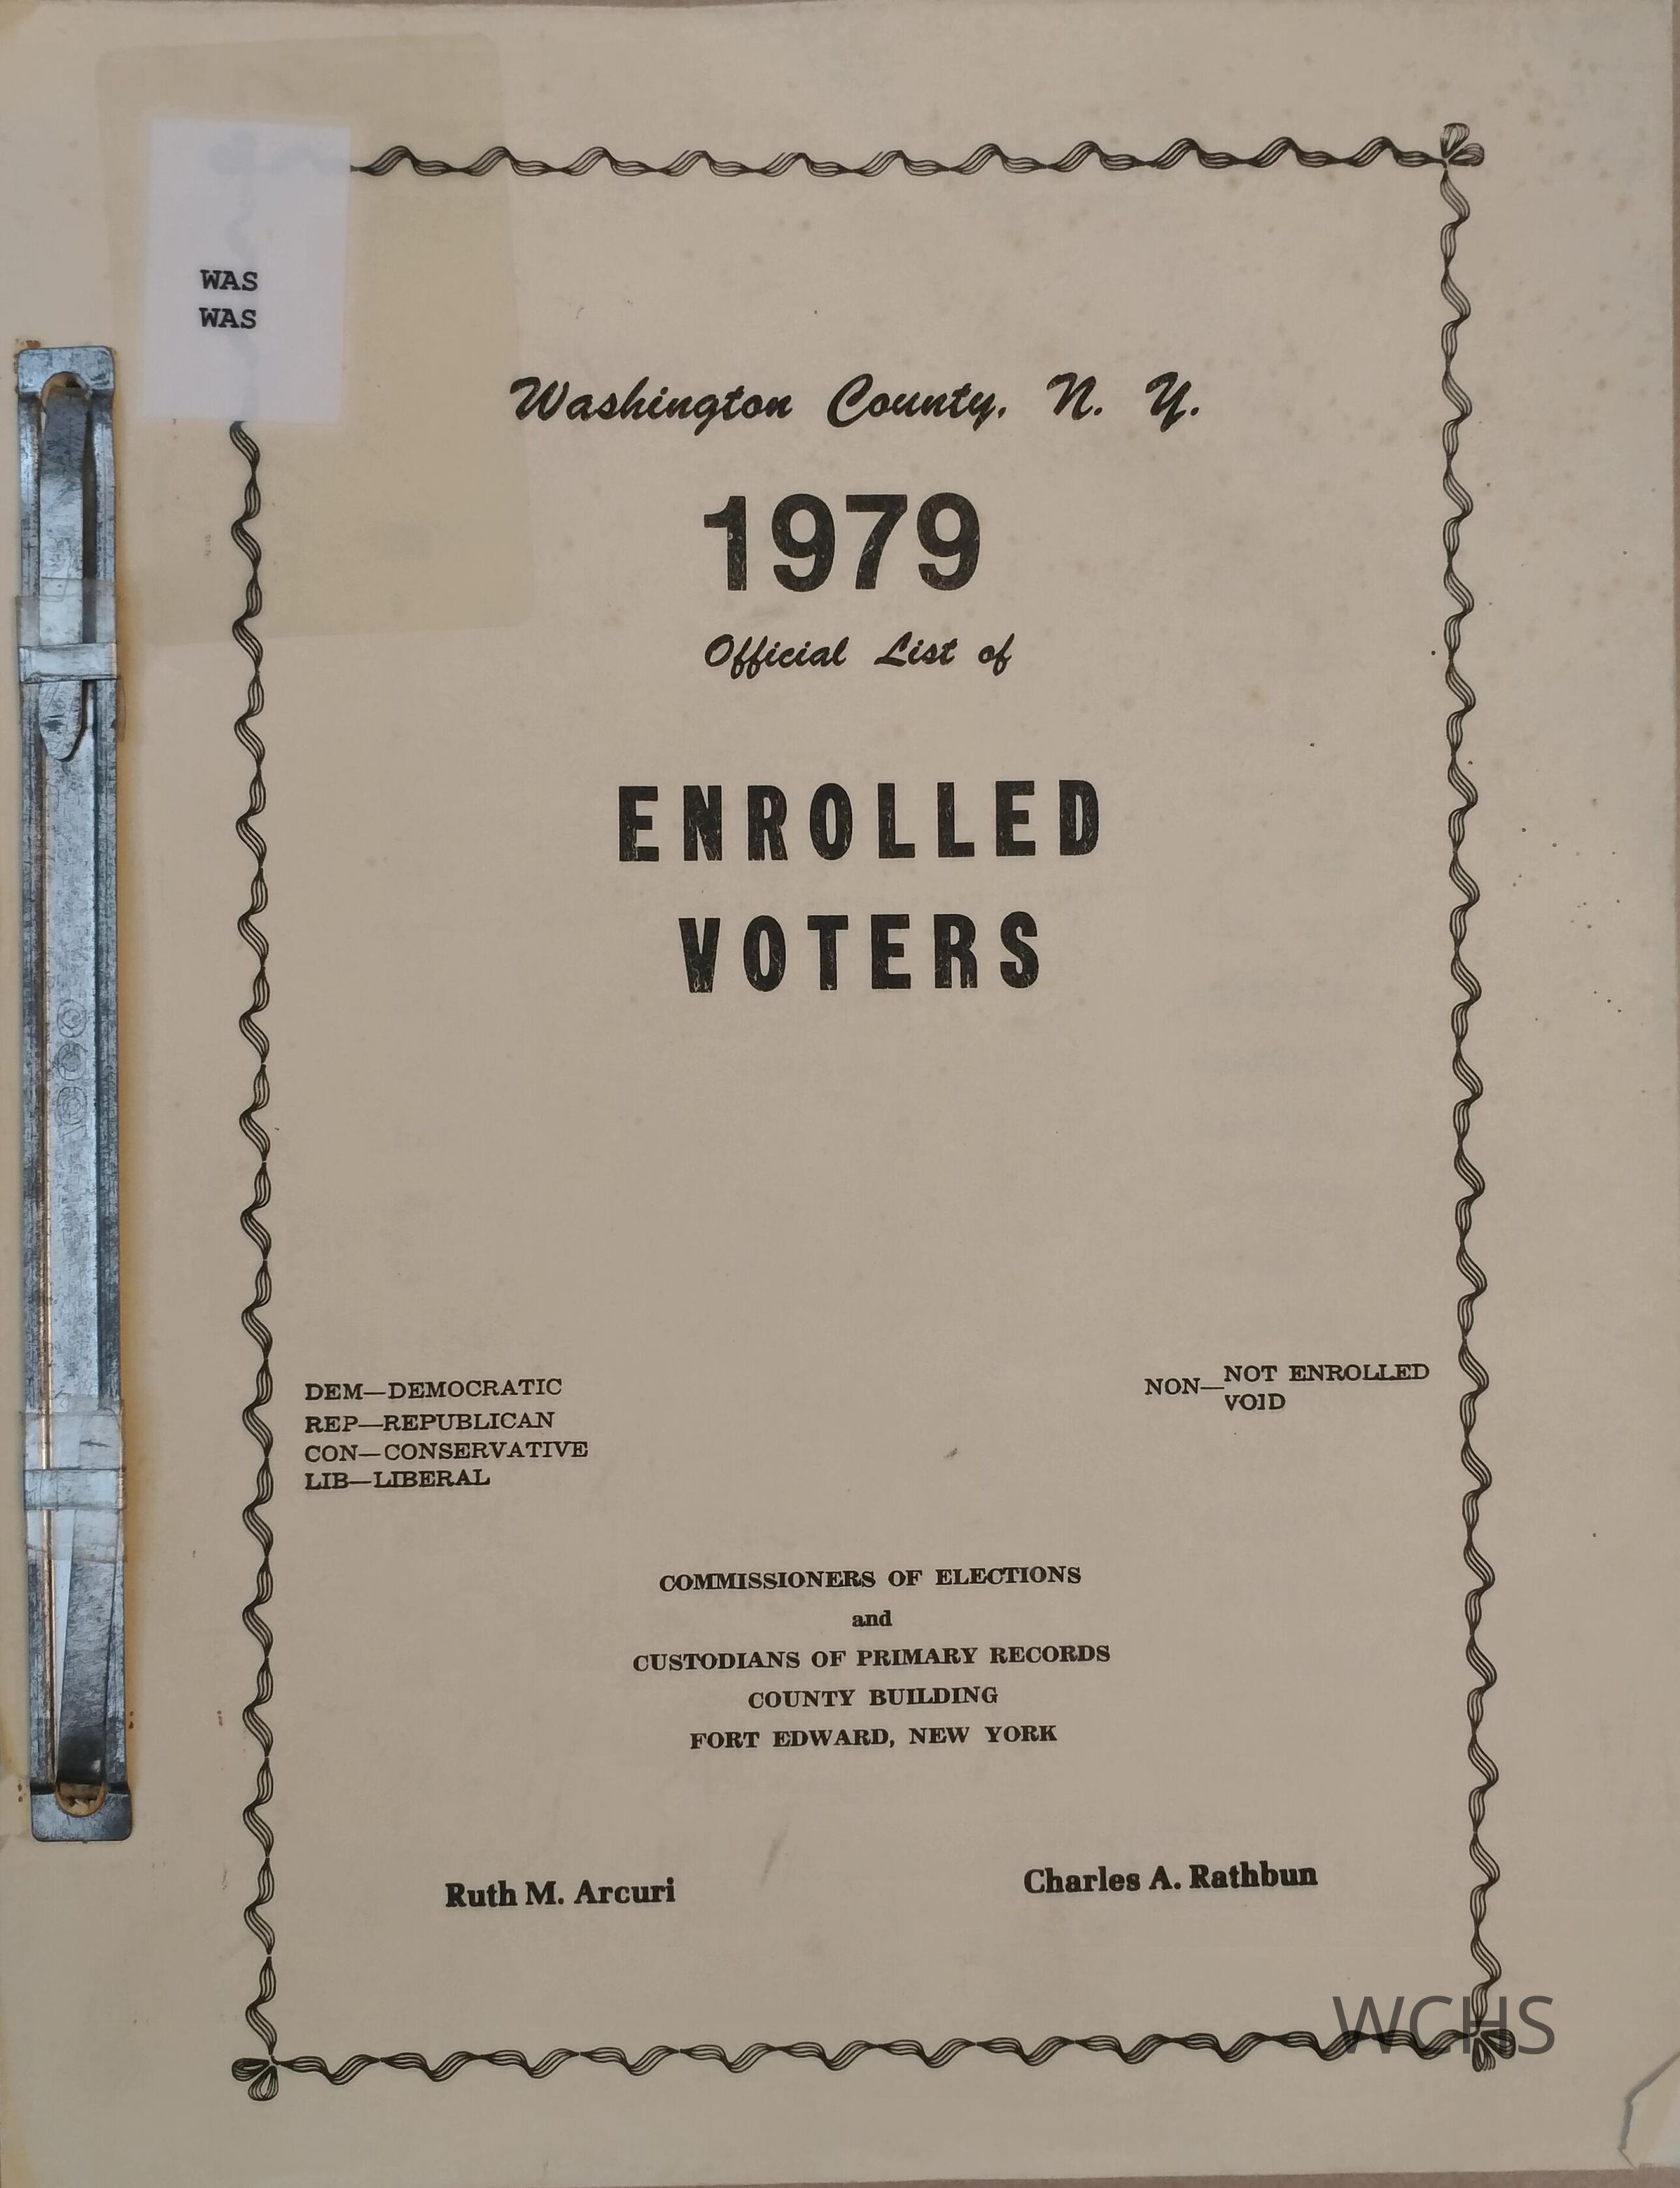 WAS
WAS
Washington County, N. Y.
1979
Official List of
ENROLLED
VOTERS
DEM—DEMOCRATIC
REP—REPUBLICAN
CON—CONSERVATIVE
LIB—LIBERAL
NON—NOT ENROLLED
VOID
COMMISSIONERS OF ELECTIONS
and
CUSTODIANS OF PRIMARY RECORDS
COUNTY BUILDING
FORT EDWARD, NEW YORK
Ruth M. Arcuri
Charles A. Rathbun
WCHS